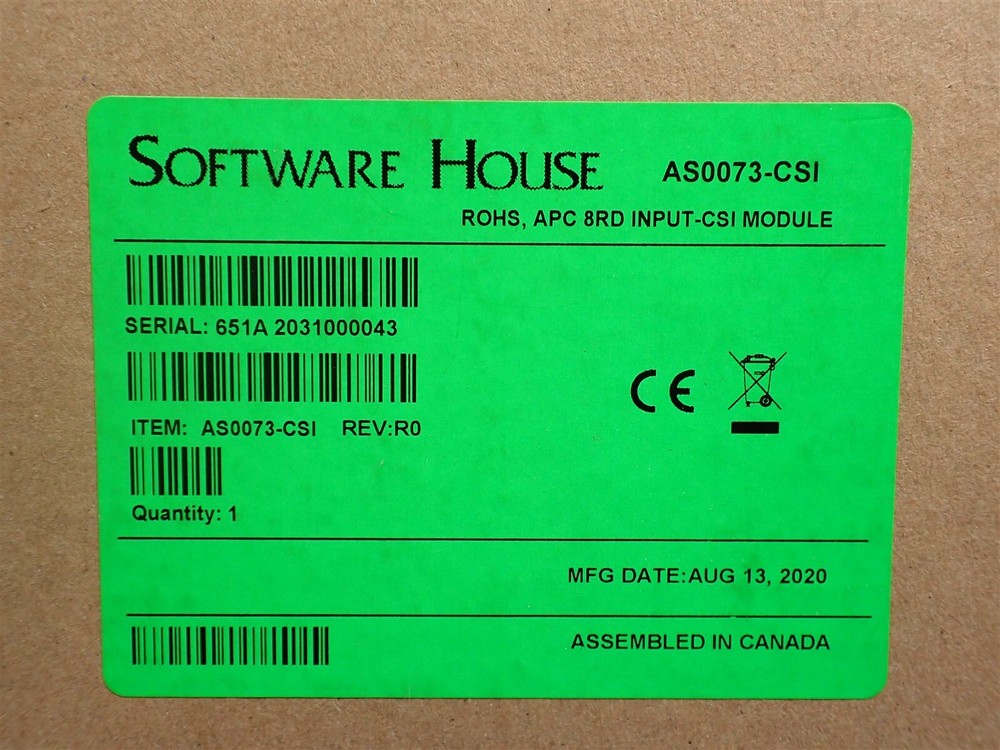 SOFTWARE HOUSE AS0073-CSI
ROHS, APC 8RD INPUT-CSI MODULE
SERIAL: 651A 2031000043
ITEM: AS0073-CSI REV:R0
CE
Quantity: 1
MFG DATE:AUG 13, 2020
ASSEMBLED IN CANADA